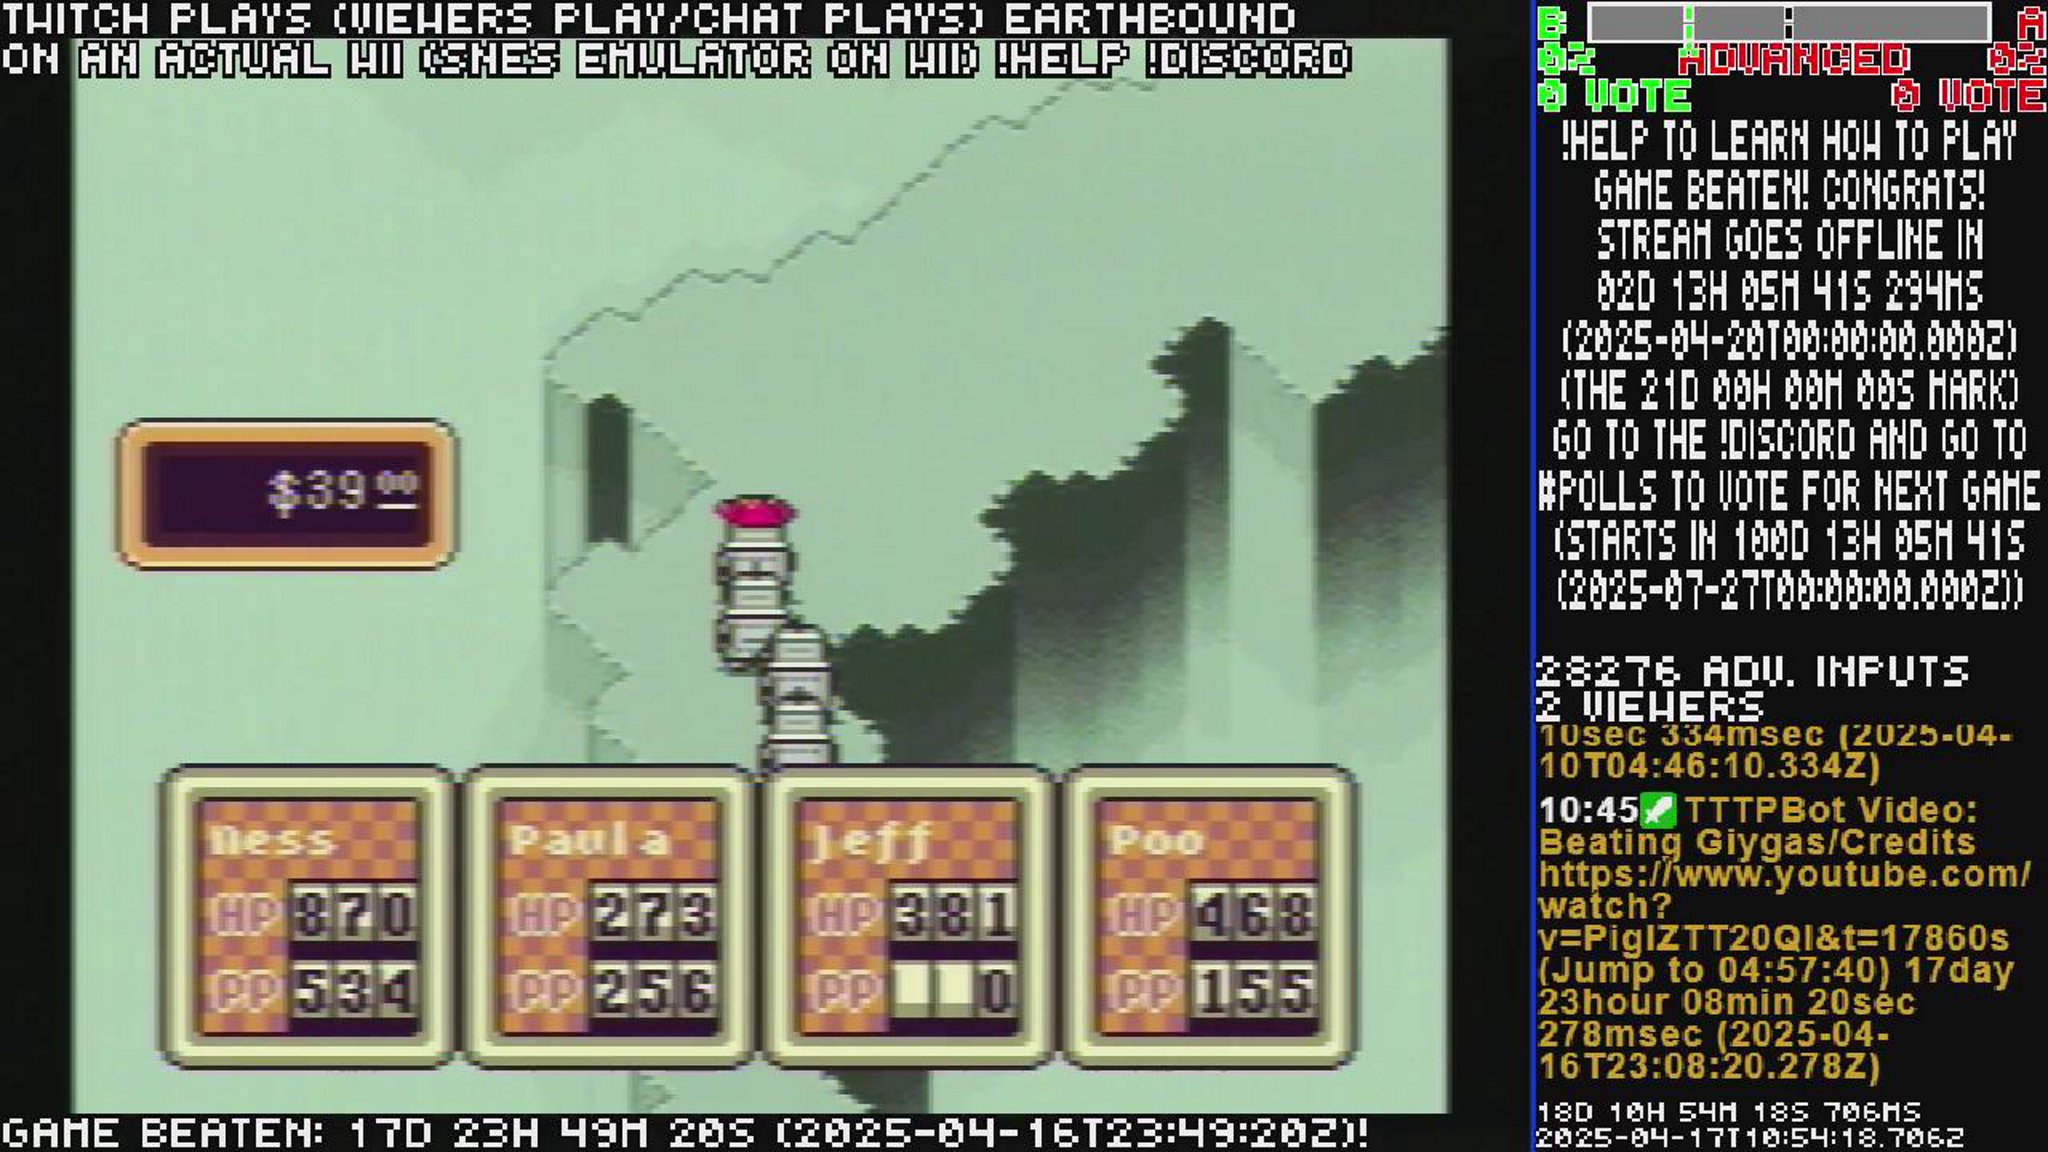 TWITCH PLAYS (VIEWERS PLAY/CHAT PLAYS) EARTHBOUND
ON AN ACTUAL WII (SNES EMULATOR ON WII) !HELP !DISCORD
$39.00
Ness
HP 870
PP 534
Paula
HP 273
PP 256
Jeff
HP 381
PP 0
Poo
HP 468
PP 155
GAME BEATEN: 17D 23H 49M 20S (2025-04-16T23:49:20Z)!
B A
0% ADVANCED 0%
0 VOTE 0 VOTE
!HELP TO LEARN HOW TO PLAY
GAME BEATEN! CONGRATS!
STREAM GOES OFFLINE IN
02D 13H 05M 41S 294MS
(2025-04-20T00:00:00.000Z)
(THE 21D 00H 00M 00S MARK)
GO TO THE !DISCORD AND GO TO
#POLLS TO VOTE FOR NEXT GAME
(STARTS IN 100D 13H 05M 41S
(2025-07-27T00:00:00.000Z))
28276 ADV. INPUTS
2 VIEWERS
10sec 334msec (2025-04-
10T04:46:10.334Z)
10:45 TTTPBot Video:
Beating Giygas/Credits
https://www.youtube.com/
watch?
v=PigIZTT20QI&t=17860s
(Jump to 04:57:40) 17day
23hour 08min 20sec
278msec (2025-04-
16T23:08:20.278Z)
18D 10H 54M 18S 706MS
2025-04-17T10:54:18.706Z